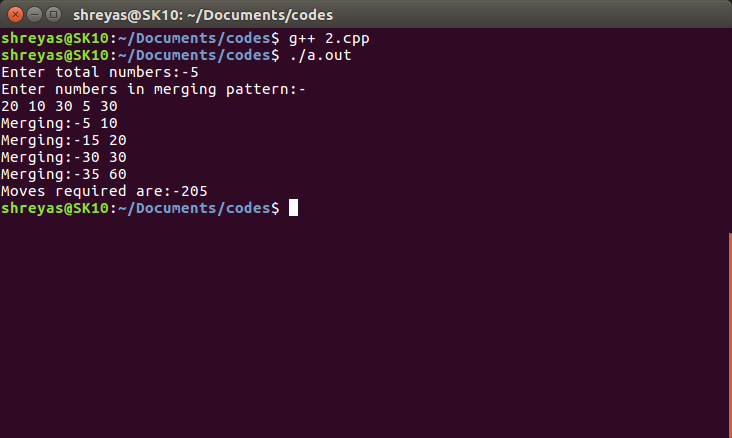 shreyas@SK10: ~/Documents/codes
shreyas@SK10:~/Documents/codes$ g++ 2.cpp
shreyas@SK10:~/Documents/codes$ ./a.out
Enter total numbers:-5
Enter numbers in merging pattern:-
20 10 30 5 30
Merging:-5 10
Merging:-15 20
Merging:-30 30
Merging:-35 60
Moves required are:-205
shreyas@SK10:~/Documents/codes$